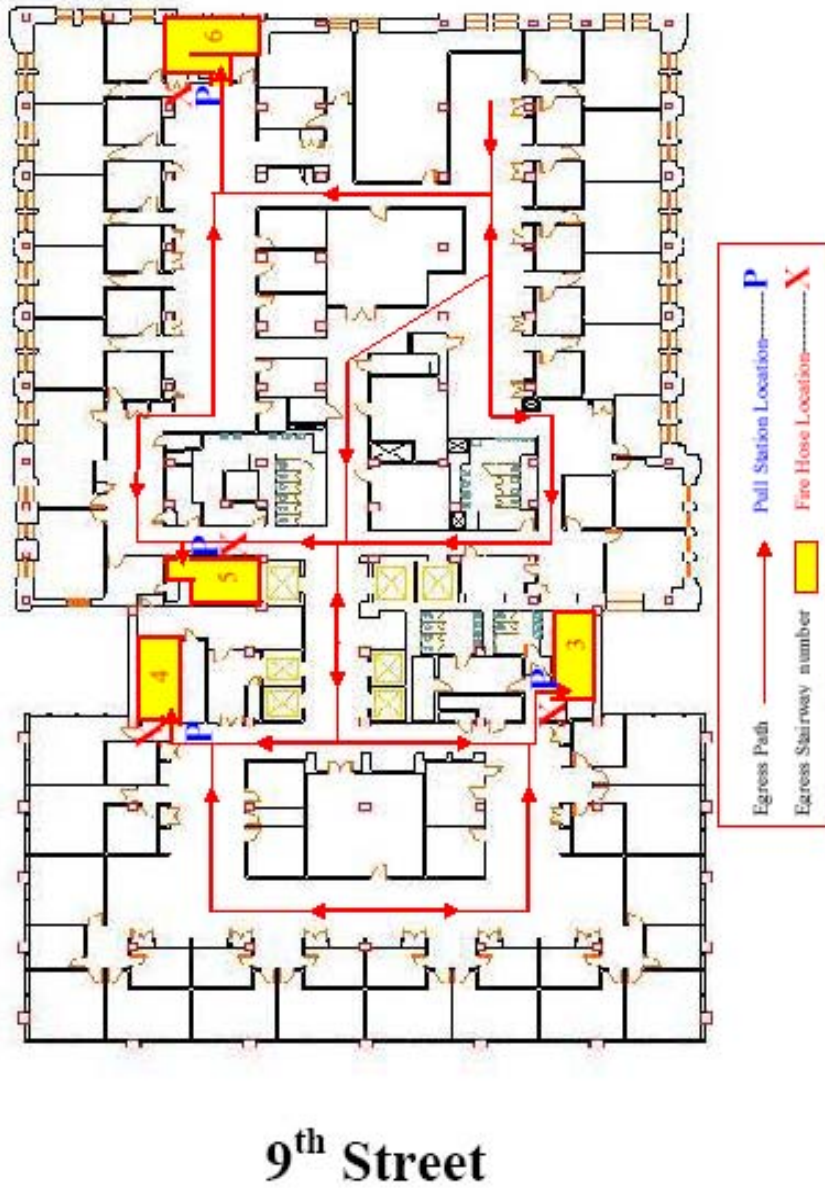 6
P
X
P
X
5
4
3
P
X
X
P
Egress Path
Pull Station Location-------P
Egress Stairway number
Fire Hose Location----------X
9th Street